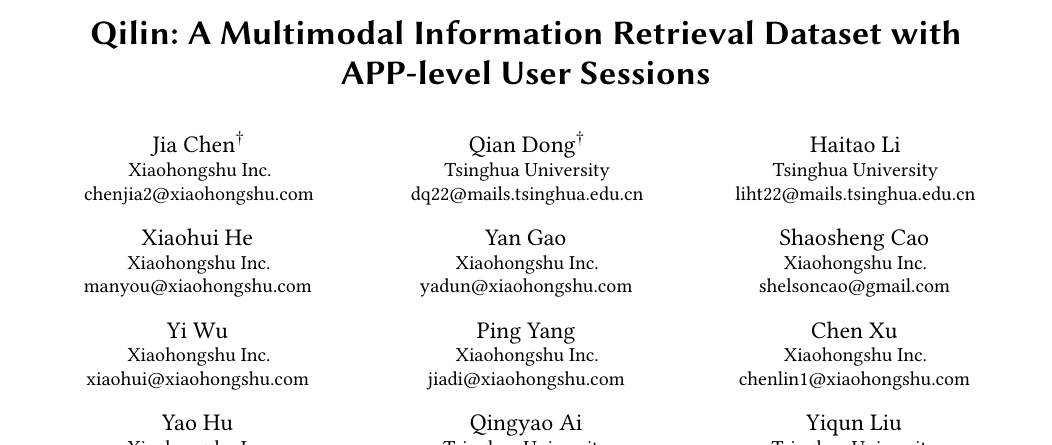 Qilin: A Multimodal Information Retrieval Dataset with
APP-level User Sessions
Jia Chen†
Xiaohongshu Inc.
chenjia2@xiaohongshu.com
Qian Dong†
Tsinghua University
dq22@mails.tsinghua.edu.cn
Haitao Li
Tsinghua University
liht22@mails.tsinghua.edu.cn
Xiaohui He
Xiaohongshu Inc.
manyou@xiaohongshu.com
Yan Gao
Xiaohongshu Inc.
yadun@xiaohongshu.com
Shaosheng Cao
Xiaohongshu Inc.
shelsoncao@gmail.com
Yi Wu
Xiaohongshu Inc.
xiaohui@xiaohongshu.com
Ping Yang
Xiaohongshu Inc.
jiadi@xiaohongshu.com
Chen Xu
Xiaohongshu Inc.
chenlin1@xiaohongshu.com
Yao Hu
Qingyao Ai
Yiqun Liu